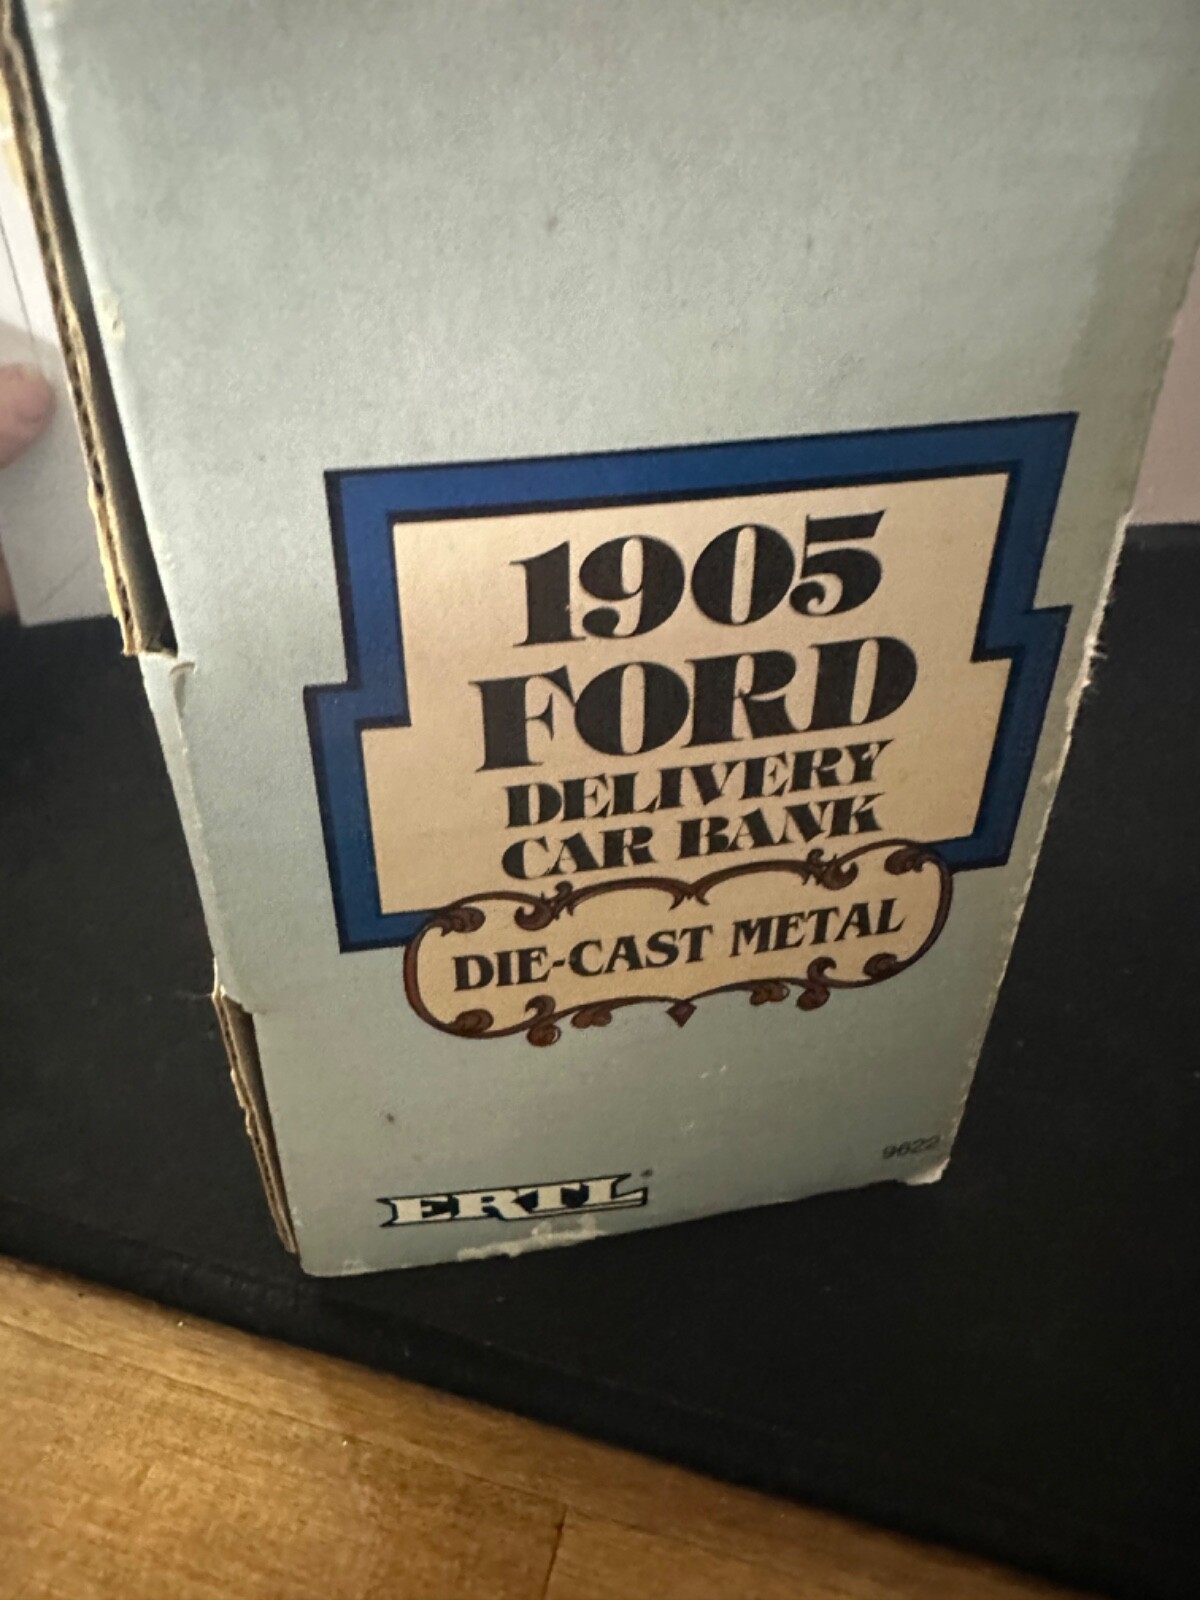 1905
FORD
DELIVERY
CAR BANK
DIE-CAST METAL
9622
ERTL®